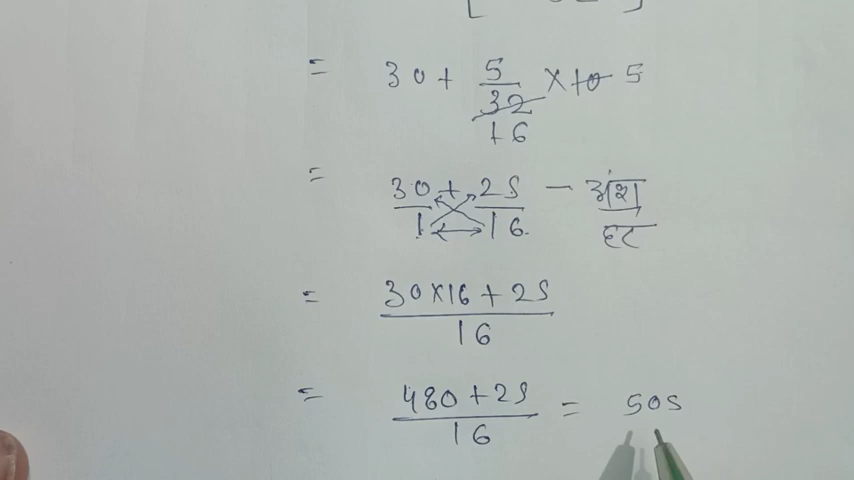 = 30 + 5/32 × 10 5
16
= 30/1 + 25/16 — अंश/हर
= 30×16 + 25 / 16
= 480 + 25 / 16 = 505